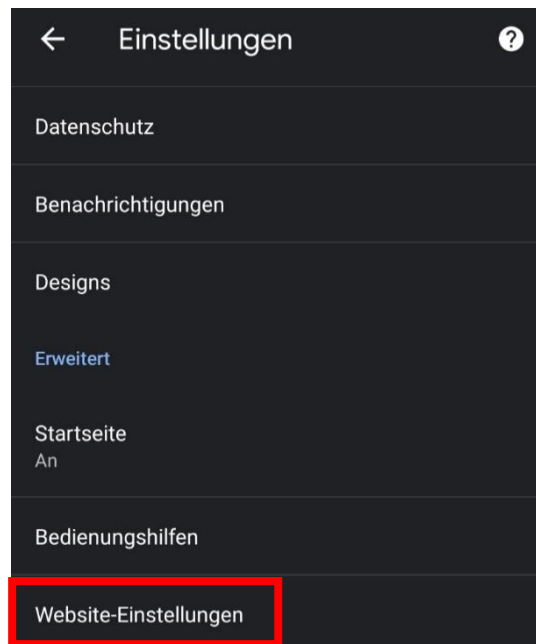 Einstellungen
Datenschutz
Benachrichtigungen
Designs
Erweitert
Startseite
An
Bedienungshilfen
Website-Einstellungen